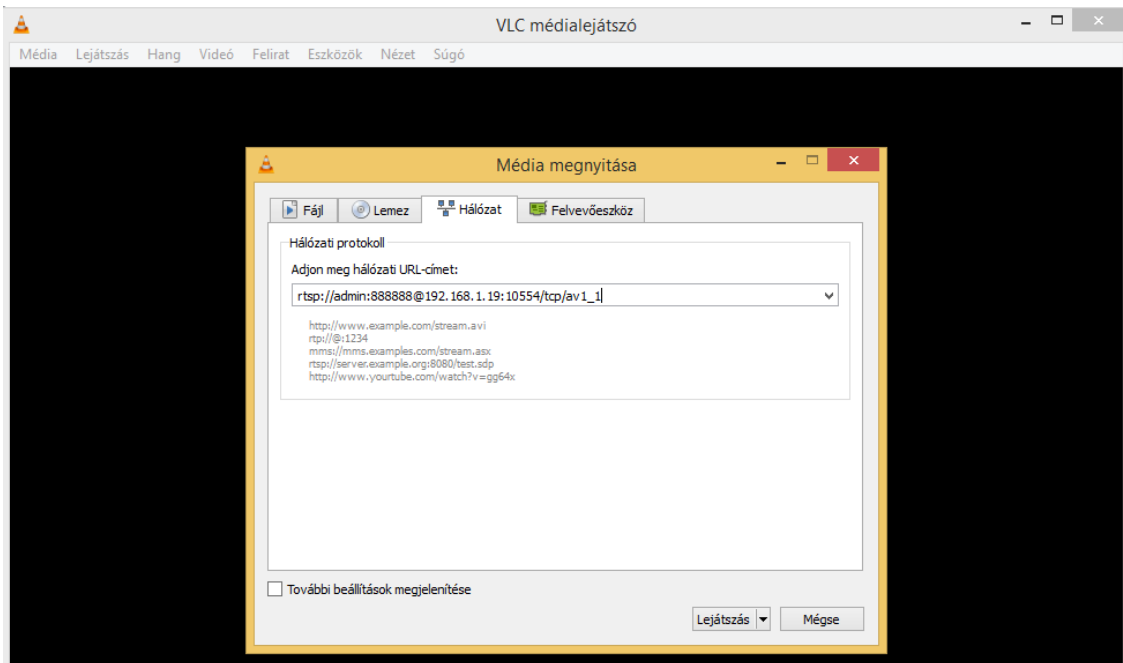 VLC médialejátszó
Média Lejátszás Hang Videó Felirat Eszközök Nézet Súgó
Média megnyitása
Fájl Lemez Hálózat Felvevőeszköz
Hálózati protokoll
Adjon meg hálózati URL-címet:
rtsp://admin:888888@192.168.1.19:10554/tcp/av1_1
http://www.example.com/stream.avi
rtp://@:1234
mms://mms.examples.com/stream.asx
rtsp://server.example.org:8080/test.sdp
http://www.yourtube.com/watch?v=gg64x
További beállítások megjelenítése
Lejátszás Mégse